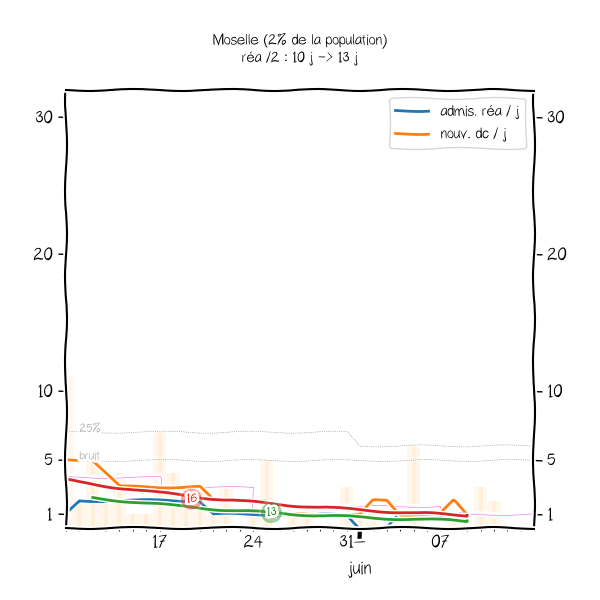 Moselle (2% de la population)
réa /2 : 10 j -> 13 j
admis. réa / j
nouv. dc / j
30
30
20
20
10
10
25%
5
bruit
5
16
13
1
1
17
24
31
07
juin